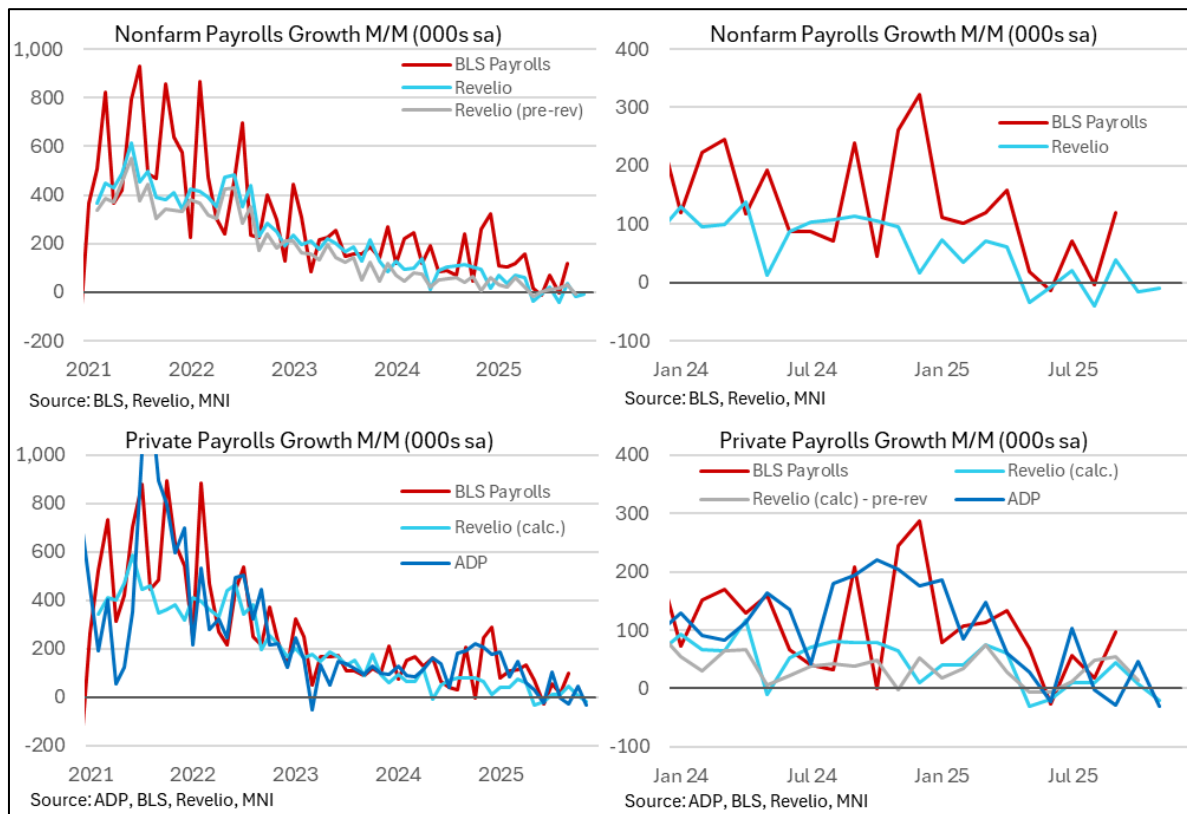 Nonfarm Payrolls Growth M/M (000s sa)
1,000
800
600
400
200
0
-200
BLS Payrolls
Revelio
Revelio (pre-rev)
2021 2022 2023 2024 2025
Source: BLS, Revelio, MNI
Nonfarm Payrolls Growth M/M (000s sa)
400
300
200
100
0
-100
BLS Payrolls
Revelio
Jan 24 Jul 24 Jan 25 Jul 25
Source: BLS, Revelio, MNI
Private Payrolls Growth M/M (000s sa)
1,000
800
600
400
200
0
-200
BLS Payrolls
Revelio (calc.)
ADP
2021 2022 2023 2024 2025
Source: ADP, BLS, Revelio, MNI
Private Payrolls Growth M/M (000s sa)
400
300
200
100
0
-100
BLS Payrolls Revelio (calc.)
Revelio (calc) - pre-rev ADP
Jan 24 Jul 24 Jan 25 Jul 25
Source: ADP, BLS, Revelio, MNI